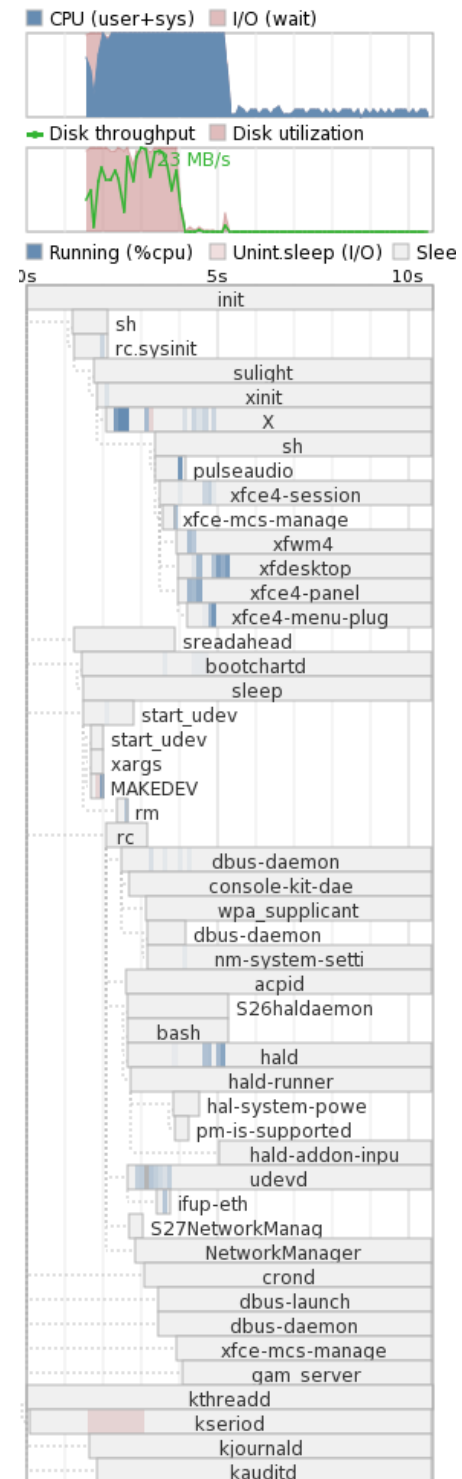 CPU (user+sys) I/O (wait)
Disk throughput Disk utilization
23 MB/s
Running (%cpu) Unint.sleep (I/O) Slee
0s 5s 10s
init
sh
rc.sysinit
sulight
xinit
X
sh
pulseaudio
xfce4-session
xfce-mcs-manage
xfwm4
xfdesktop
xfce4-panel
xfce4-menu-plug
sreadahead
bootchartd
sleep
start_udev
start_udev
xargs
MAKEDEV
rm
rc
dbus-daemon
console-kit-dae
wpa_supplicant
dbus-daemon
nm-system-setti
acpid
S26haldaemon
bash
hald
hald-runner
hal-system-powe
pm-is-supported
hald-addon-inpu
udevd
ifup-eth
S27NetworkManag
NetworkManager
crond
dbus-launch
dbus-daemon
xfce-mcs-manage
gam_server
kthreadd
kseriod
kjournald
kauditd